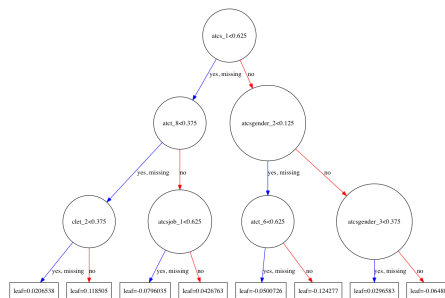 atcs_1<0.625
yes, missing
no
atct_8<0.375
atcsgender_2<0.125
yes, missing
no
yes, missing
no
clet_2<0.375
atcsjob_1<0.625
atct_6<0.625
atcsgender_3<0.375
yes, missing
no
yes, missing
no
yes, missing
no
yes, missing
no
leaf=0.0206538
leaf=0.118505
leaf=-0.0796035
leaf=0.0426763
leaf=-0.0500726
leaf=-0.124277
leaf=0.0296583